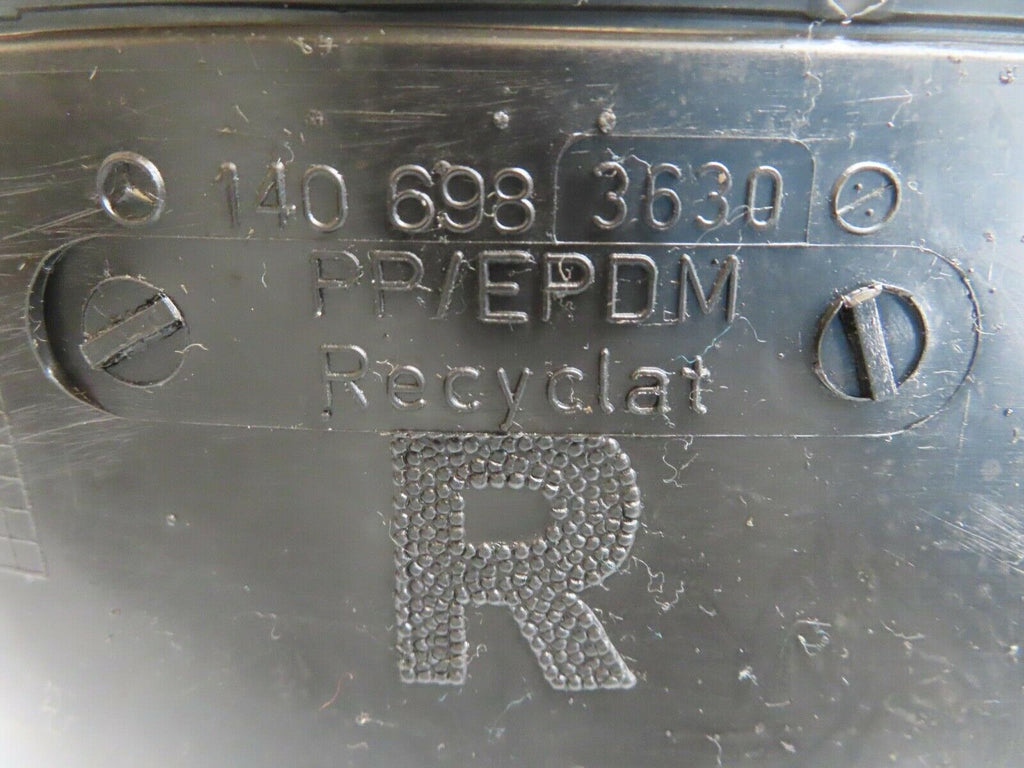 140 698 3630
PP/EPDM
Recyclat
R